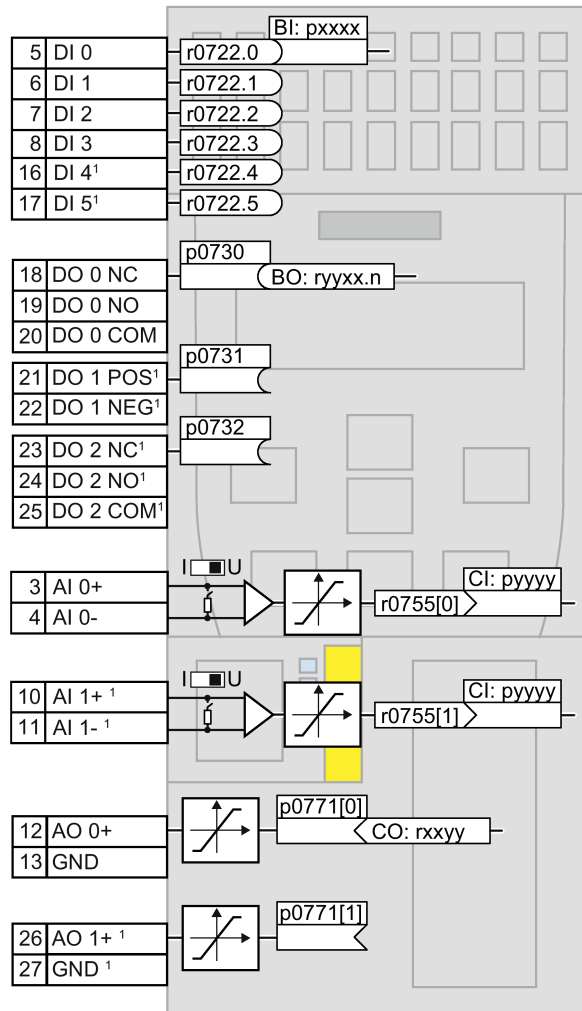 BI: pxxxx
5 DI 0 r0722.0
6 DI 1 r0722.1
7 DI 2 r0722.2
8 DI 3 r0722.3
16 DI 4¹ r0722.4
17 DI 5¹ r0722.5
p0730
18 DO 0 NC BO: ryyxx.n
19 DO 0 NO
20 DO 0 COM
p0731
21 DO 1 POS¹
22 DO 1 NEG¹
p0732
23 DO 2 NC¹
24 DO 2 NO¹
25 DO 2 COM¹
I U
CI: pyyyy
3 AI 0+
r0755[0]
4 AI 0-
I U
CI: pyyyy
10 AI 1+ ¹
r0755[1]
11 AI 1- ¹
p0771[0]
12 AO 0+ CO: rxxyy
13 GND
p0771[1]
26 AO 1+ ¹
27 GND ¹